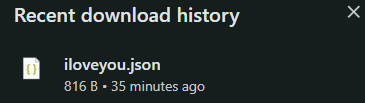 Recent download history
iloveyou.json
816 B • 35 minutes ago